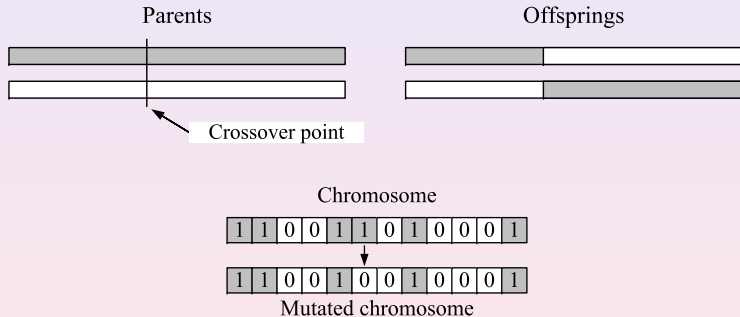 Parents
Offsprings
Crossover point
Chromosome
1 1 0 0 1 1 0 1 0 0 0 1
1 1 0 0 1 0 0 1 0 0 0 1
Mutated chromosome